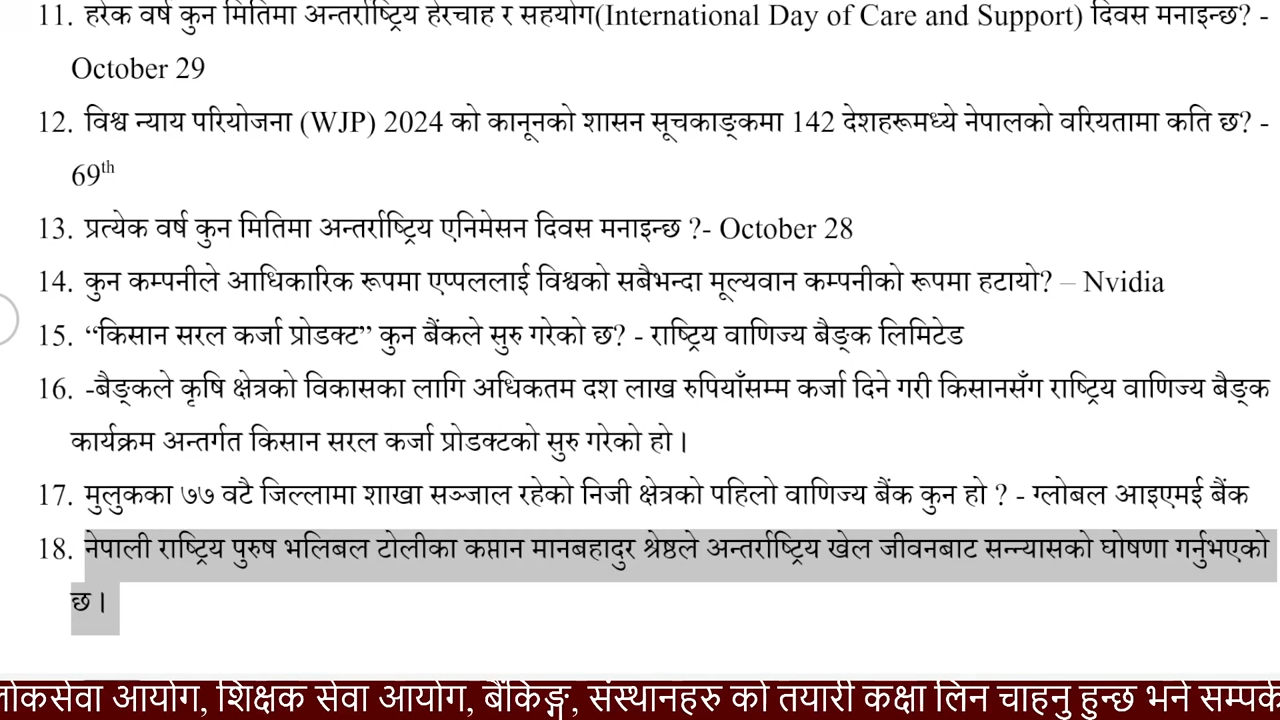 11. हरेक वर्ष कुन मितिमा अन्तर्राष्ट्रिय हेरचाह र सहयोग(International Day of Care and Support) दिवस मनाइन्छ? -
October 29
12. विश्व न्याय परियोजना (WJP) 2024 को कानूनको शासन सूचकाङ्कमा 142 देशहरूमध्ये नेपालको वरियतामा कति छ? -
69th
13. प्रत्येक वर्ष कुन मितिमा अन्तर्राष्ट्रिय एनिमेसन दिवस मनाइन्छ ?- October 28
14. कुन कम्पनीले आधिकारिक रूपमा एप्पललाई विश्वको सबैभन्दा मूल्यवान कम्पनीको रूपमा हटायो? – Nvidia
15. “किसान सरल कर्जा प्रोडक्ट” कुन बैंकले सुरु गरेको छ? - राष्ट्रिय वाणिज्य बैङ्क लिमिटेड
16. -बैङ्कले कृषि क्षेत्रको विकासका लागि अधिकतम दश लाख रुपियाँसम्म कर्जा दिने गरी किसानसँग राष्ट्रिय वाणिज्य बैङ्क
कार्यक्रम अन्तर्गत किसान सरल कर्जा प्रोडक्टको सुरु गरेको हो ।
17. मुलुकका ७७ वटै जिल्लामा शाखा सञ्जाल रहेको निजी क्षेत्रको पहिलो वाणिज्य बैंक कुन हो ? - ग्लोबल आइएमई बैंक
18. नेपाली राष्ट्रिय पुरुष भलिबल टोलीका कप्तान मानबहादुर श्रेष्ठले अन्तर्राष्ट्रिय खेल जीवनबाट सन्न्यासको घोषणा गर्नुभएको
छ ।
लोकसेवा आयोग, शिक्षक सेवा आयोग, बैंकिङ्ग, संस्थानहरु को तयारी कक्षा लिन चाहनु हुन्छ भने सम्पर्क